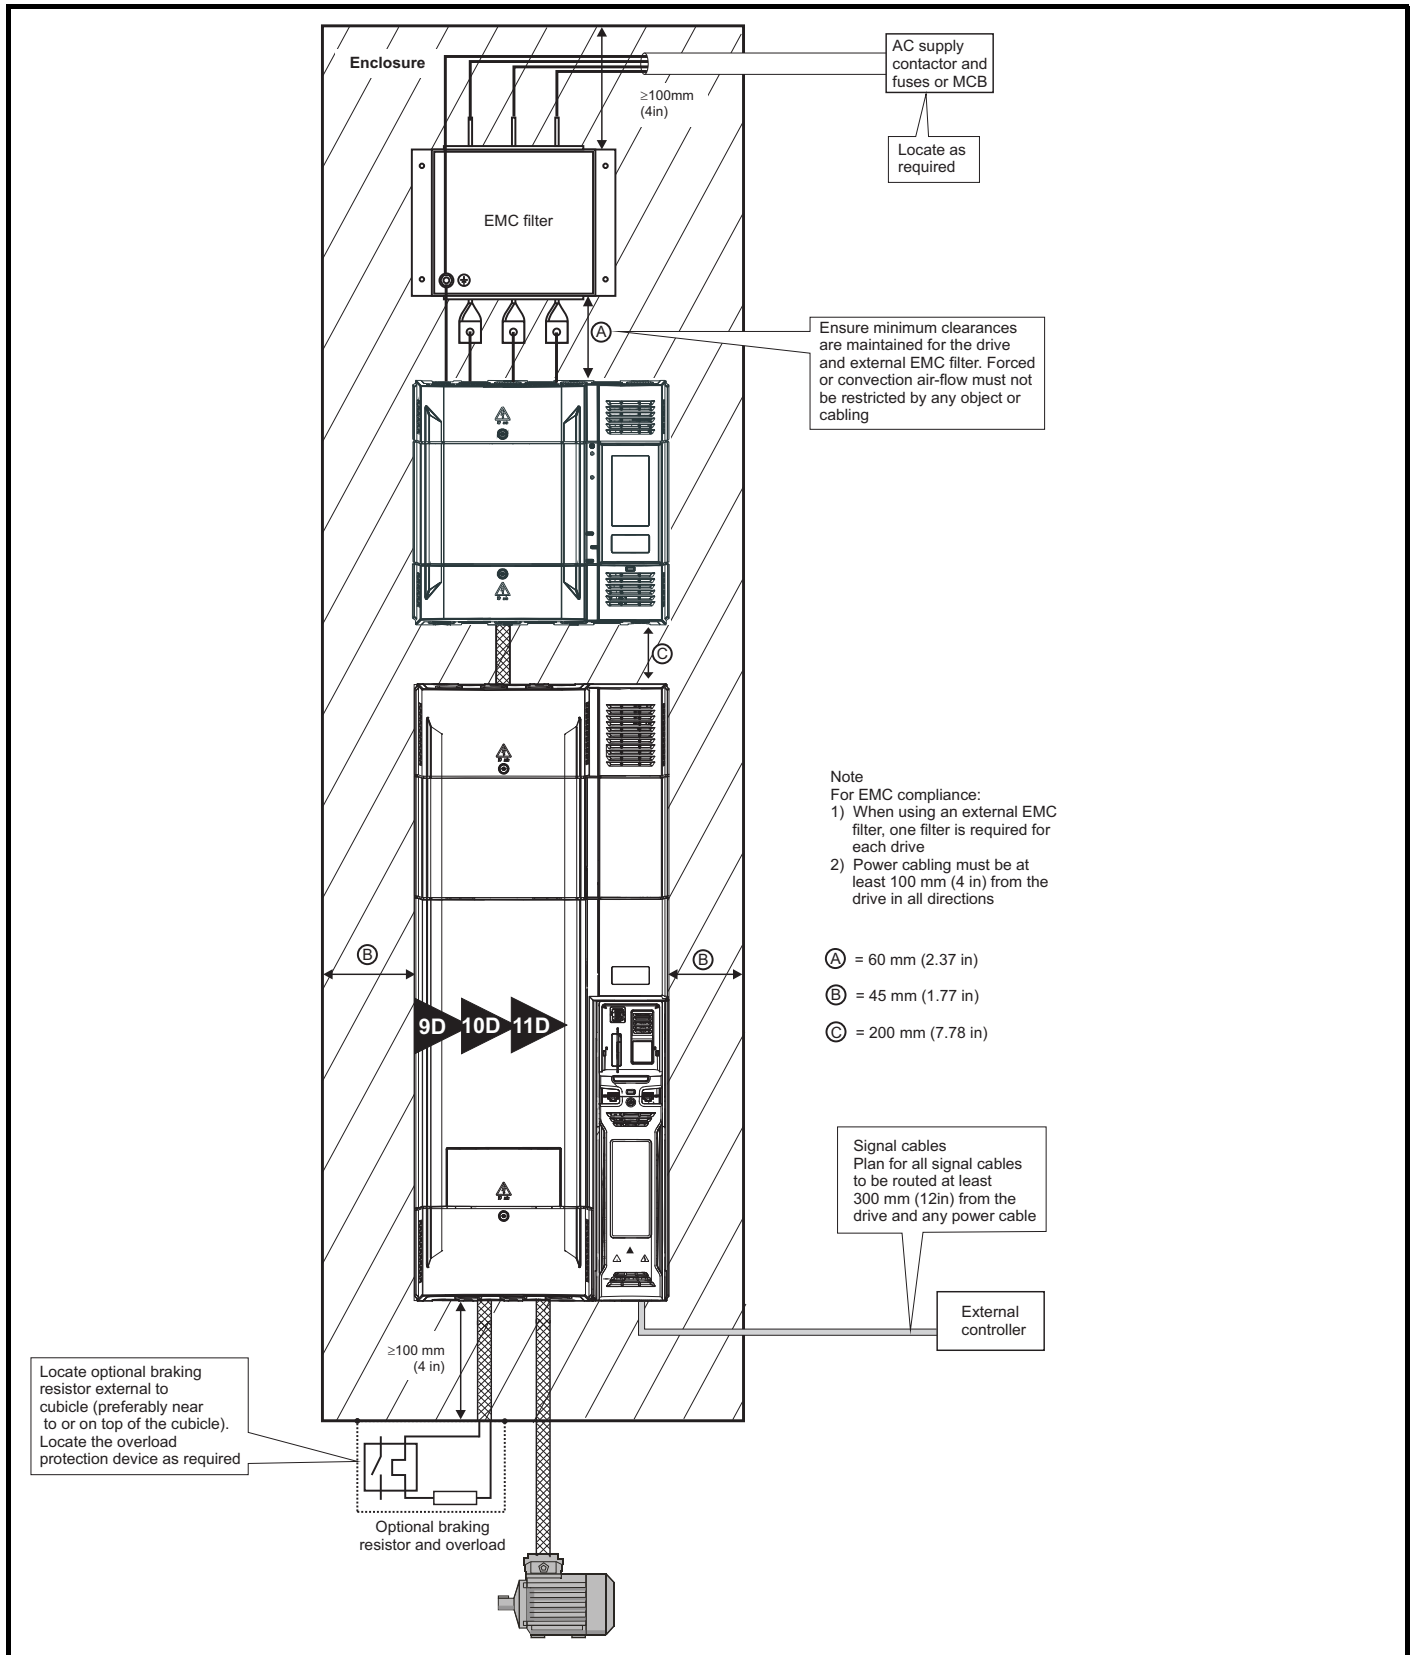 Enclosure
AC supply
contactor and
fuses or MCB
≥100mm
(4in)
Locate as
required
EMC filter
A
Ensure minimum clearances
are maintained for the drive
and external EMC filter. Forced
or convection air-flow must not
be restricted by any object or
cabling
C
Note
For EMC compliance:
1) When using an external EMC
filter, one filter is required for
each drive
2) Power cabling must be at
least 100 mm (4 in) from the
drive in all directions
B
B
A = 60 mm (2.37 in)
B = 45 mm (1.77 in)
C = 200 mm (7.78 in)
9D 10D 11D
Signal cables
Plan for all signal cables
to be routed at least
300 mm (12in) from the
drive and any power cable
External
controller
≥100 mm
(4 in)
Locate optional braking
resistor external to
cubicle (preferably near
to or on top of the cubicle).
Locate the overload
protection device as required
Optional braking
resistor and overload